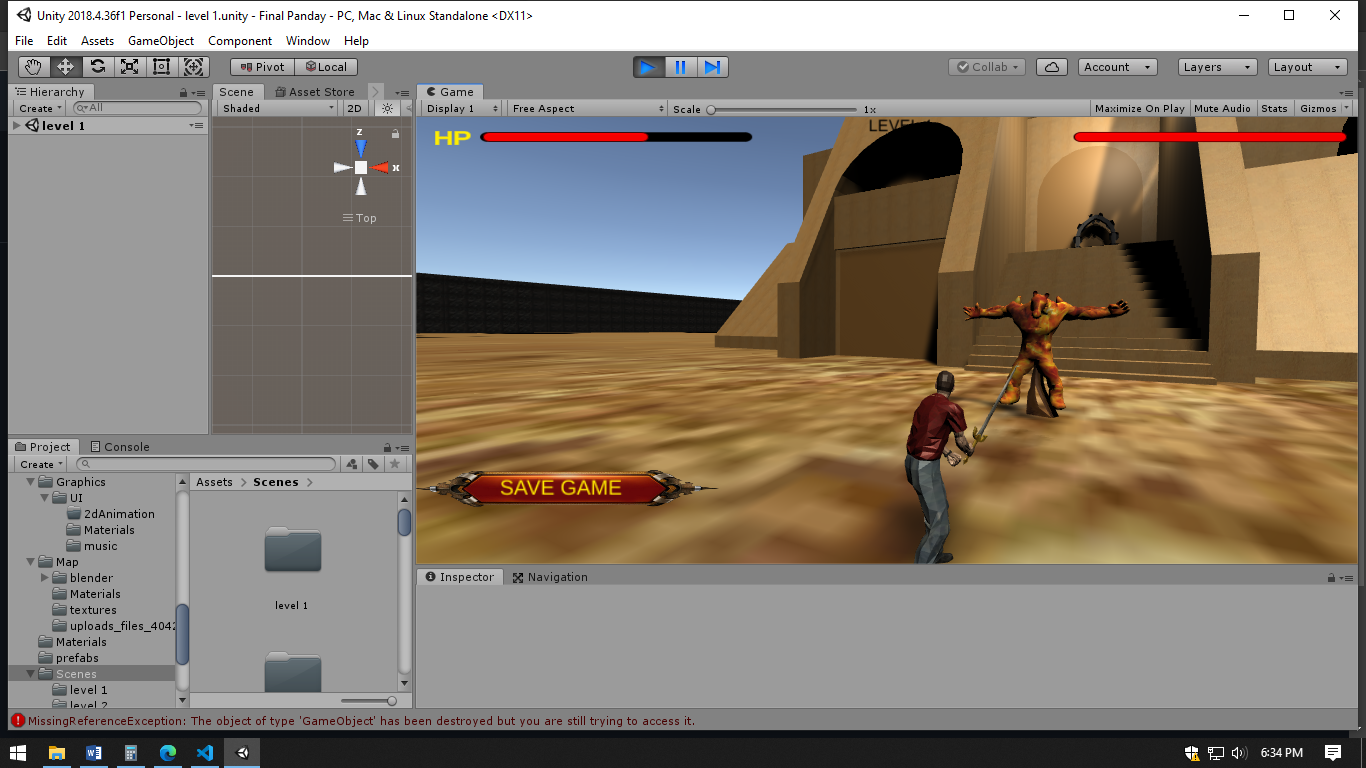 Unity 2018.4.36f1 Personal - level 1.unity - Final Panday - PC, Mac & Linux Standalone <DX11>
File Edit Assets GameObject Component Window Help
Pivot Local Collab Account Layers Layout
Hierarchy
Create All
level 1
Scene Asset Store
Shaded 2D
z
x
Top
Game
Display 1 Free Aspect Scale 1x Maximize On Play Mute Audio Stats Gizmos
HP
SAVE GAME
Project Console
Create
Graphics
UI
2dAnimation
Materials
music
Map
blender
Materials
textures
uploads_files_4042
Materials
prefabs
Scenes
level 1
level 2
Assets > Scenes >
level 1
Inspector Navigation
MissingReferenceException: The object of type 'GameObject' has been destroyed but you are still trying to access it.
6:34 PM